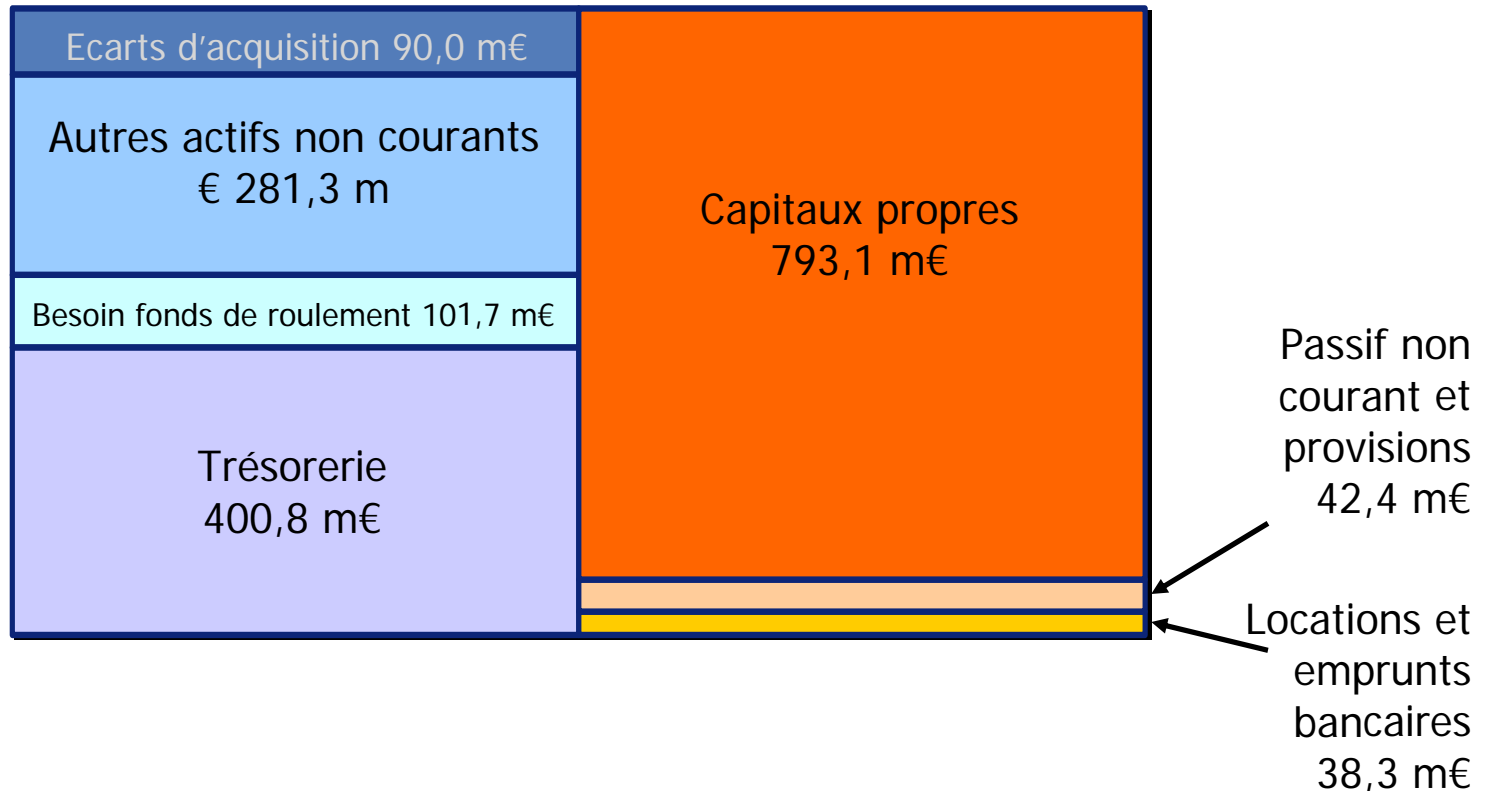 Ecarts d'acquisition 90,0 m€
Autres actifs non courants
€ 281,3 m
Besoin fonds de roulement 101,7 m€
Trésorerie
400,8 m€
Capitaux propres
793,1 m€
Passif non
courant et
provisions
42,4 m€
Locations et
emprunts
bancaires
38,3 m€